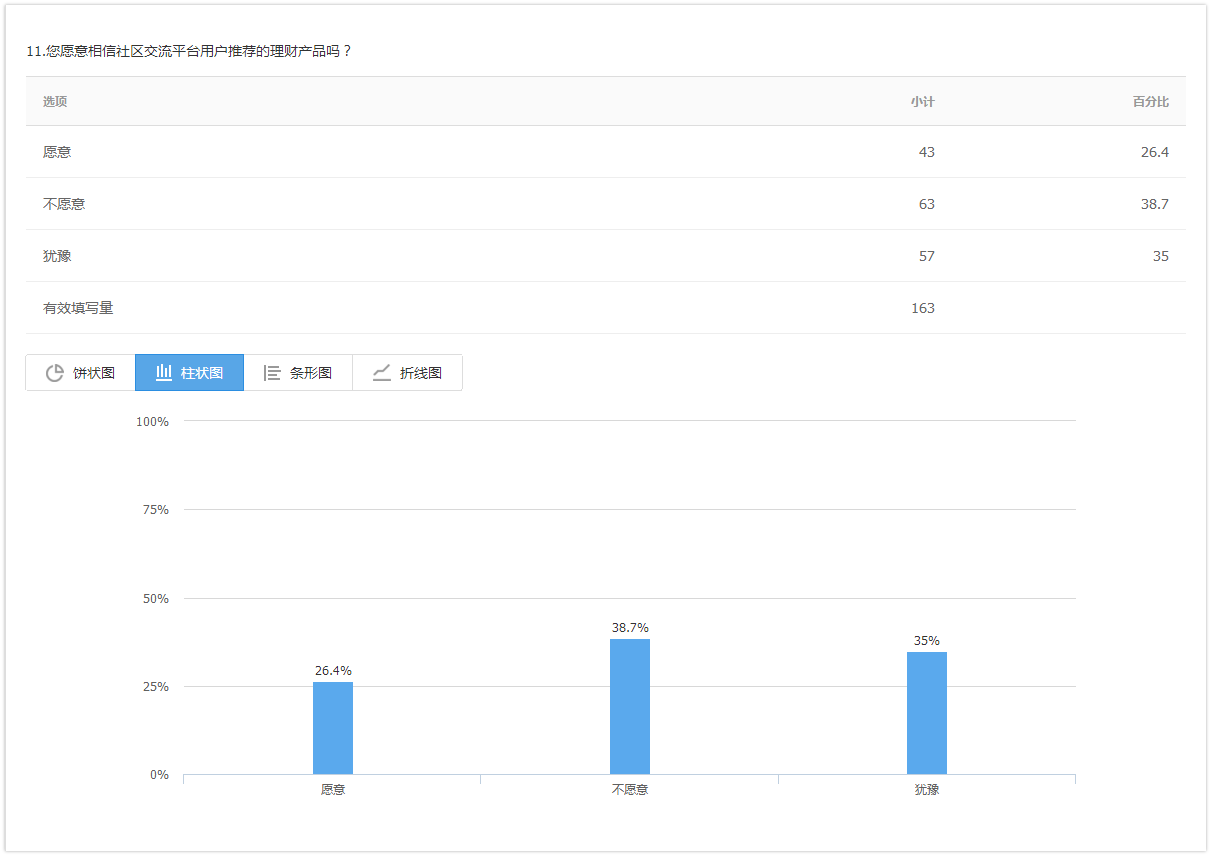 11.您愿意相信社区交流平台用户推荐的理财产品吗？
选项 小计 百分比
愿意 43 26.4
不愿意 63 38.7
犹豫 57 35
有效填写量 163
饼状图 柱状图 条形图 折线图
100%
75%
50%
38.7%
35%
26.4%
25%
0%
愿意 不愿意 犹豫